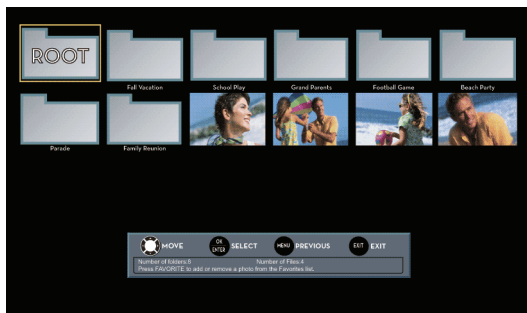 ROOT
Fall Vacation School Play Grand Parents Football Game Beach Party
Parade Family Reunion
MOVE OK ENTER SELECT MENU PREVIOUS EXIT EXIT
Number of folders:8 Number of Files:4
Press FAVORITE to add or remove a photo from the Favorites list.